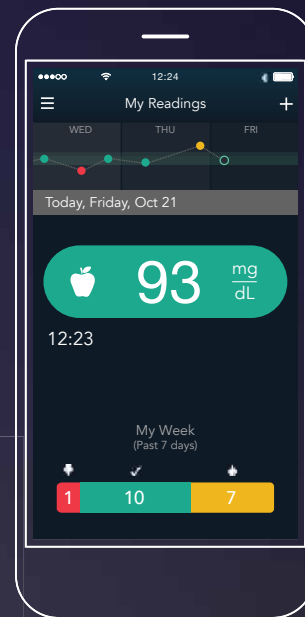 12:24
My Readings
WED THU FRI
Today, Friday, Oct 21
93 mg
dL
12:23
My Week
(Past 7 days)
1 10 7